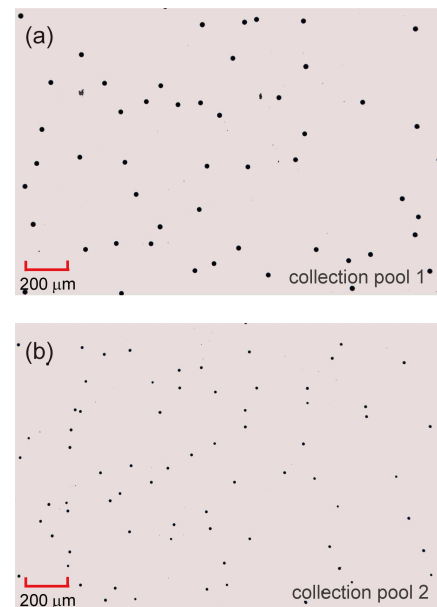 (a)
200 μm
collection pool 1
(b)
200 μm
collection pool 2